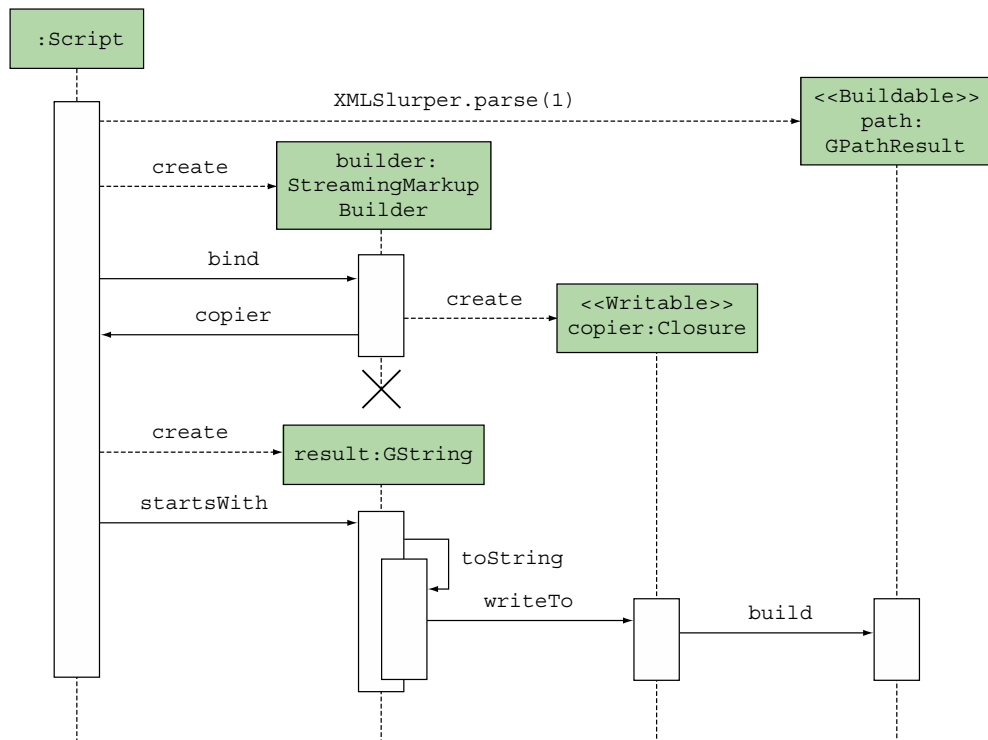 :Script
XMLSlurper.parse(1)
<<Buildable>>
path:
GPathResult
create
builder:
StreamingMarkup
Builder
bind
create
<<Writable>>
copier:Closure
copier
create
result:GString
startsWith
toString
writeTo
build